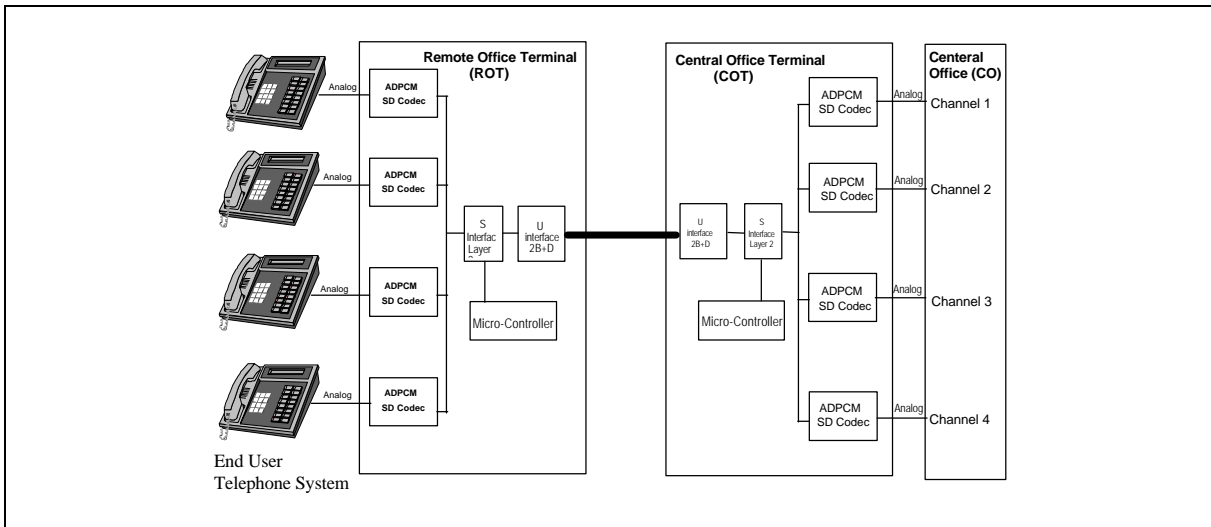 Remote Office Terminal
(ROT)
Central Office Terminal
(COT)
Centeral
Office (CO)
Analog
ADPCM
SD Codec
ADPCM
SD Codec
Analog
Channel 1
Analog
ADPCM
SD Codec
ADPCM
SD Codec
Analog
Channel 2
S
Interfac
Layer
U
interface
2B+D
U
interface
2B+D
S
Interface
Layer 2
Analog
ADPCM
SD Codec
ADPCM
SD Codec
Analog
Channel 3
Micro-Controller
Micro-Controller
Analog
ADPCM
SD Codec
ADPCM
SD Codec
Analog
Channel 4
End User
Telephone System